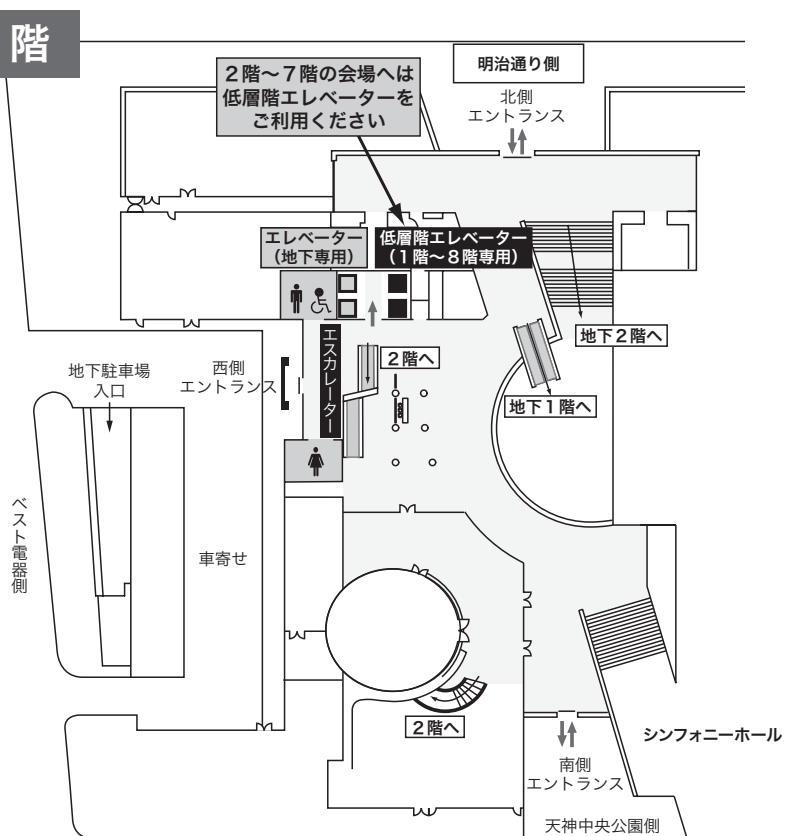 階
2階～7階の会場へは
低層階エレベーターを
ご利用ください
明治通り側
北側
エントランス
エレベーター
（地下専用）
低層階エレベーター
（1階～8階専用）
地下2階へ
エスカレーター
2階へ
地下駐車場
入口
西側
エントランス
地下1階へ
ベスト電器側
車寄せ
2階へ
シンフォニーホール
南側
エントランス
天神中央公園側